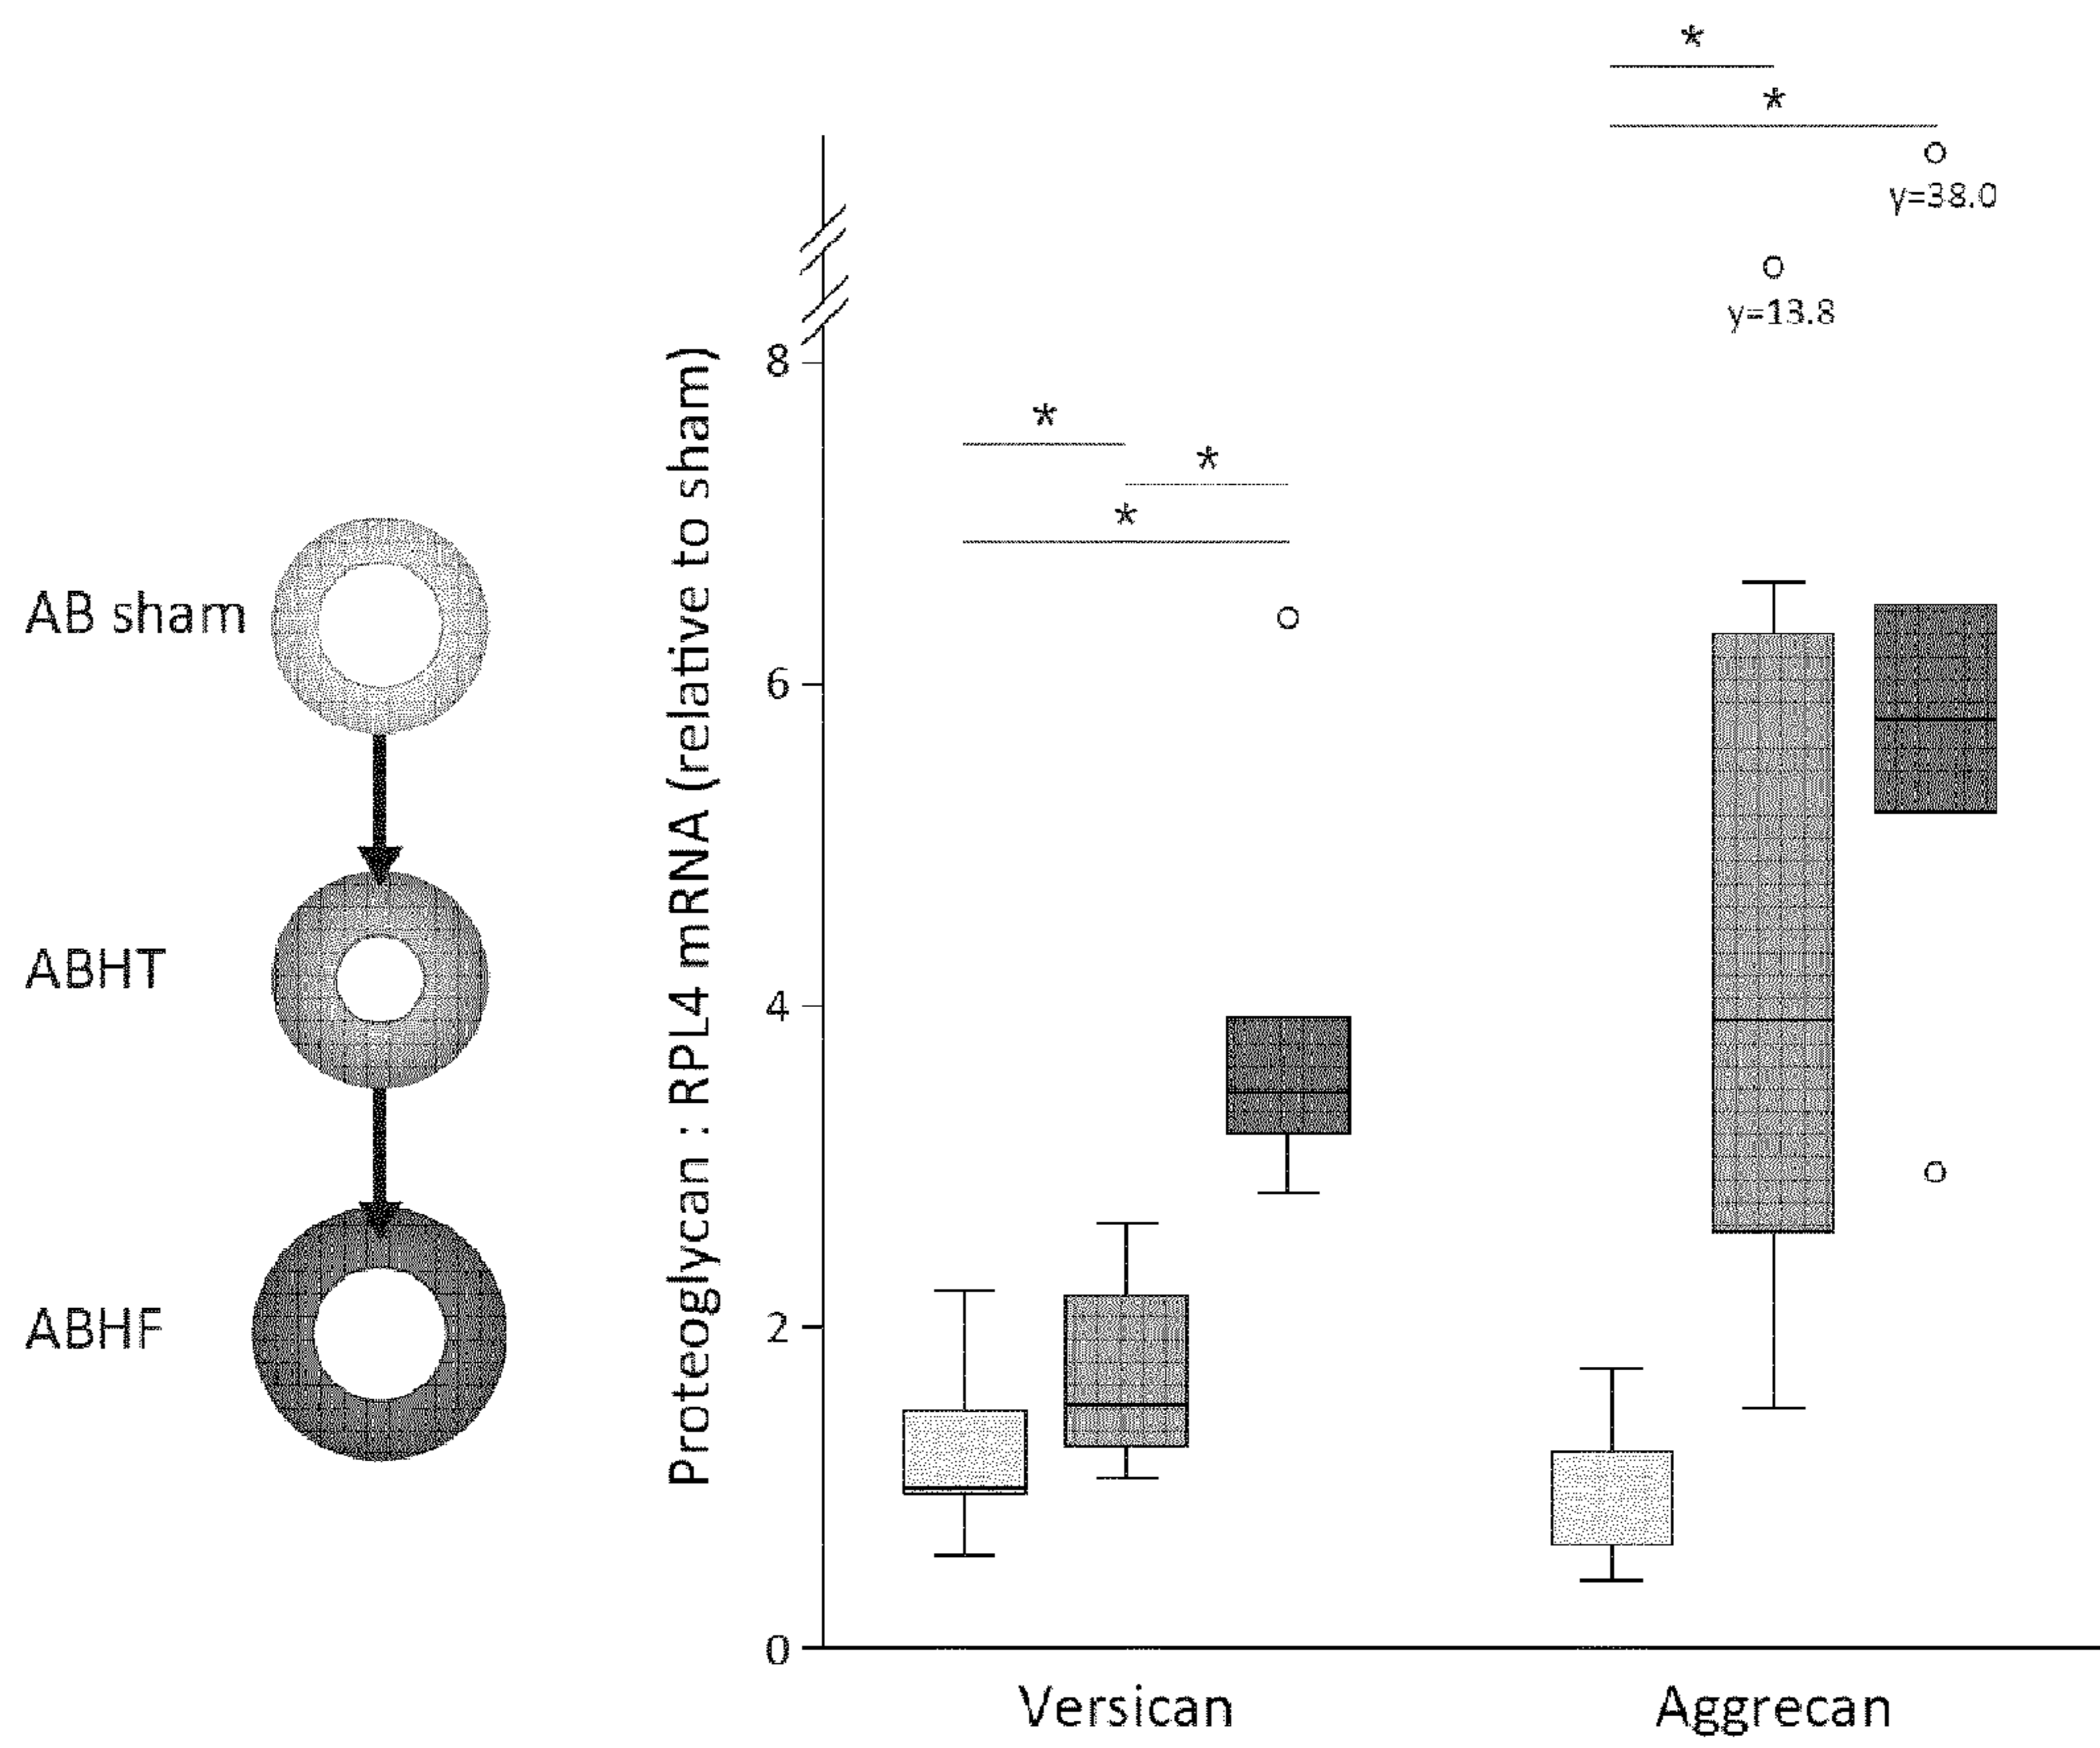 *
*
y=38.0
y=13.8
8
*
*
*
6
4
2
0
Proteoglycan : RPL4 mRNA (relative to sham)
AB sham
ABHT
ABHF
Versican
Aggrecan